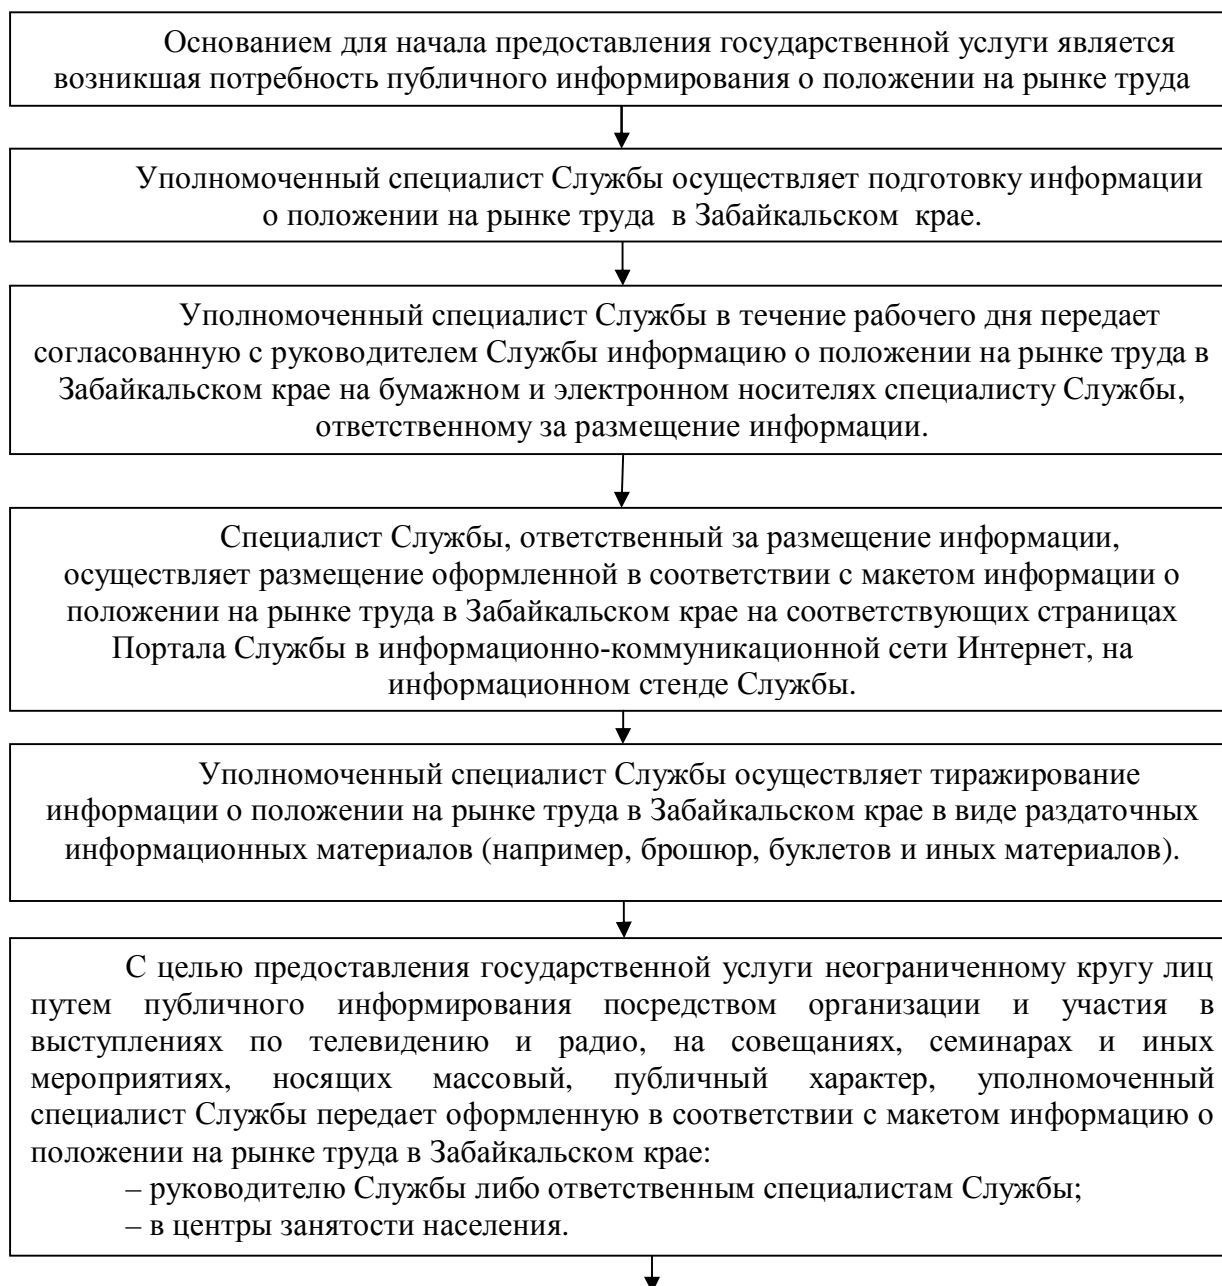 Основанием для начала предоставления государственной услуги является
возникшая потребность публичного информирования о положении на рынке труда
Уполномоченный специалист Службы осуществляет подготовку информации
о положении на рынке труда в Забайкальском крае.
Уполномоченный специалист Службы в течение рабочего дня передает
согласованную с руководителем Службы информацию о положении на рынке труда в
Забайкальском крае на бумажном и электронном носителях специалисту Службы,
ответственному за размещение информации.
Специалист Службы, ответственный за размещение информации,
осуществляет размещение оформленной в соответствии с макетом информации о
положении на рынке труда в Забайкальском крае на соответствующих страницах
Портала Службы в информационно-коммуникационной сети Интернет, на
информационном стенде Службы.
Уполномоченный специалист Службы осуществляет тиражирование
информации о положении на рынке труда в Забайкальском крае в виде раздаточных
информационных материалов (например, брошюр, буклетов и иных материалов).
С целью предоставления государственной услуги неограниченному кругу лиц
путем публичного информирования посредством организации и участия в
выступлениях по телевидению и радио, на совещаниях, семинарах и иных
мероприятиях, носящих массовый, публичный характер, уполномоченный
специалист Службы передает оформленную в соответствии с макетом информацию о
положении на рынке труда в Забайкальском крае:
– руководителю Службы либо ответственным специалистам Службы;
– в центры занятости населения.